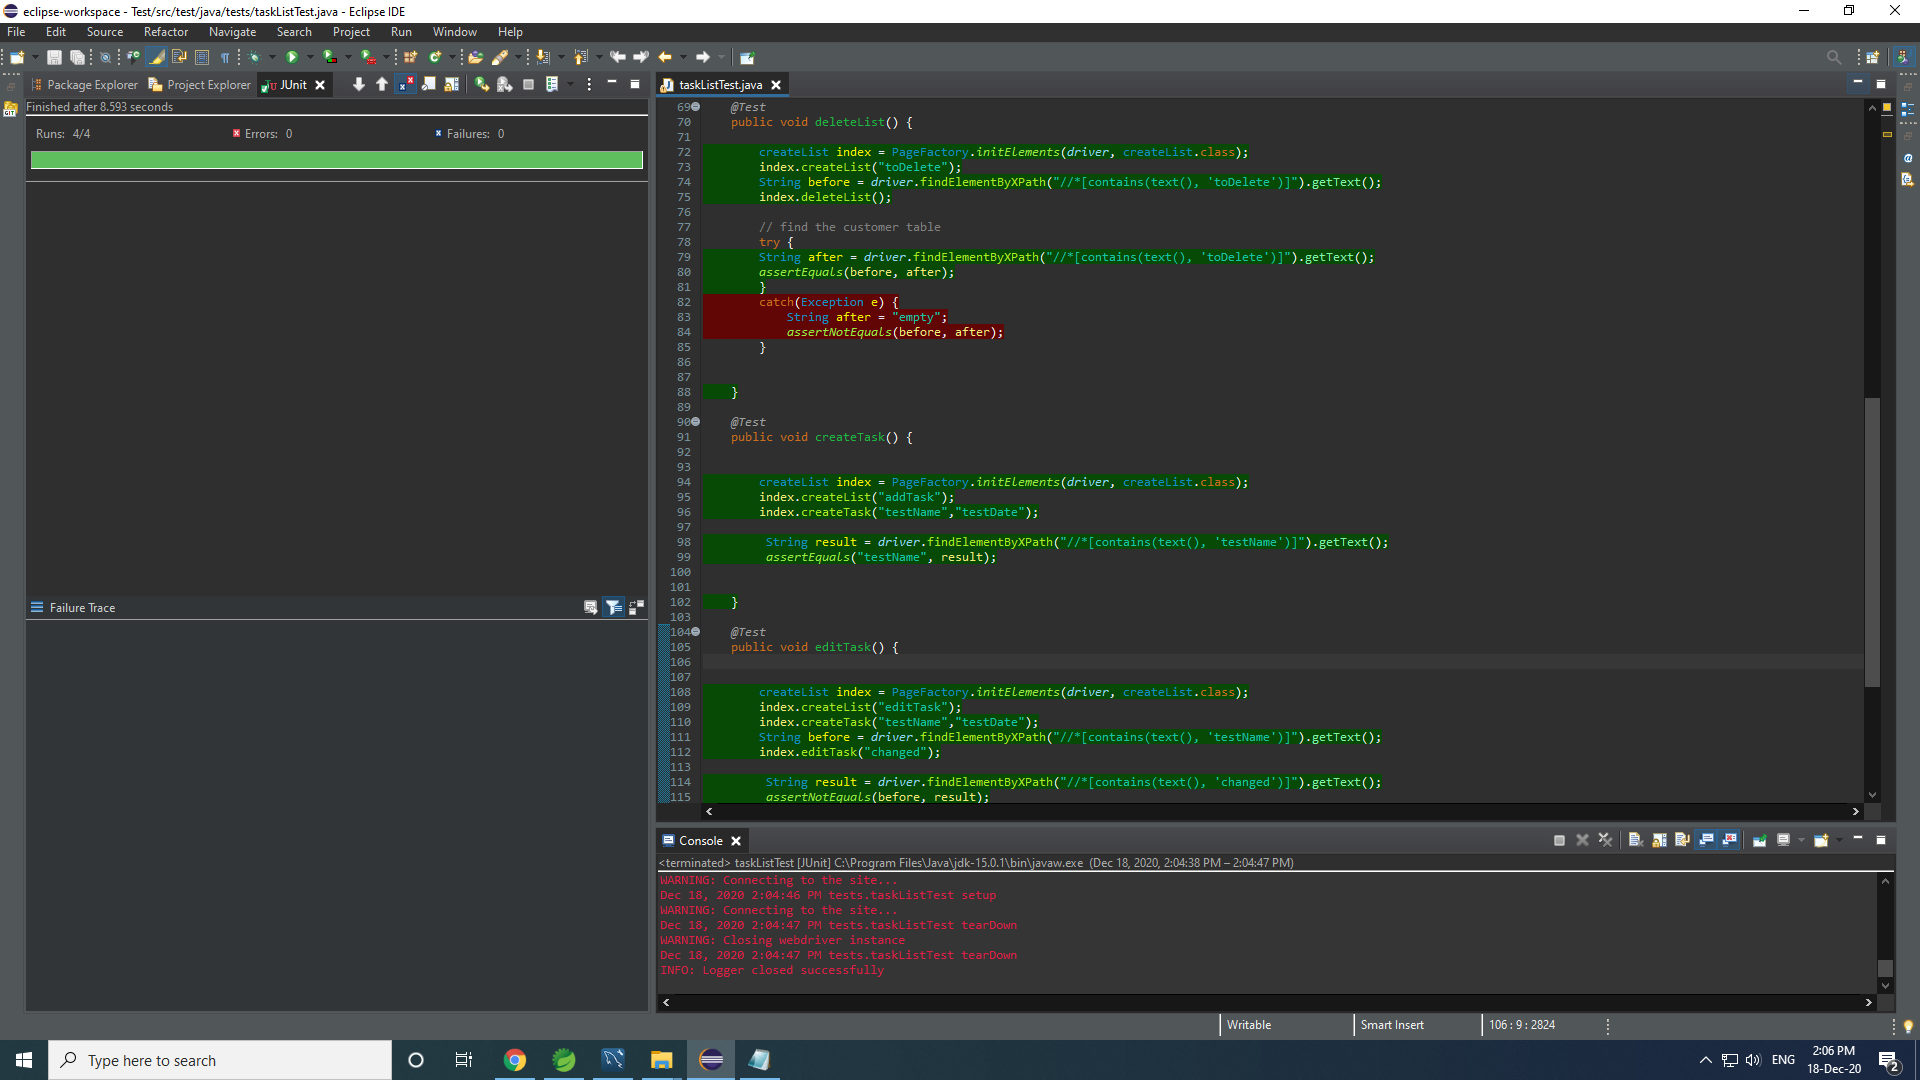 eclipse-workspace - Test/src/test/java/tests/taskListTest.java - Eclipse IDE
File Edit Source Refactor Navigate Search Project Run Window Help
Package Explorer Project Explorer JUnit
Finished after 8.593 seconds
Runs: 4/4 Errors: 0 Failures: 0
Failure Trace
taskListTest.java
69 @Test
70 public void deleteList() {
71
72 createList index = PageFactory.initElements(driver, createList.class);
73 index.createList("toDelete");
74 String before = driver.findElementByXPath("//*[contains(text(), 'toDelete')]").getText();
75 index.deleteList();
76
77 // find the customer table
78 try {
79 String after = driver.findElementByXPath("//*[contains(text(), 'toDelete')]").getText();
80 assertEquals(before, after);
81 }
82 catch(Exception e) {
83 String after = "empty";
84 assertNotEquals(before, after);
85 }
86
87
88 }
89
90 @Test
91 public void createTask() {
92
93
94 createList index = PageFactory.initElements(driver, createList.class);
95 index.createList("addTask");
96 index.createTask("testName","testDate");
97
98 String result = driver.findElementByXPath("//*[contains(text(), 'testName')]").getText();
99 assertEquals("testName", result);
100
101
102 }
103
104 @Test
105 public void editTask() {
106
107
108 createList index = PageFactory.initElements(driver, createList.class);
109 index.createList("editTask");
110 index.createTask("testName","testDate");
111 String before = driver.findElementByXPath("//*[contains(text(), 'testName')]").getText();
112 index.editTask("changed");
113
114 String result = driver.findElementByXPath("//*[contains(text(), 'changed')]").getText();
115 assertNotEquals(before, result);
Console
<terminated> taskListTest [JUnit] C:\Program Files\Java\jdk-15.0.1\bin\javaw.exe (Dec 18, 2020, 2:04:38 PM – 2:04:47 PM)
WARNING: Connecting to the site...
Dec 18, 2020 2:04:46 PM tests.taskListTest setup
WARNING: Connecting to the site...
Dec 18, 2020 2:04:47 PM tests.taskListTest tearDown
WARNING: Closing webdriver instance
Dec 18, 2020 2:04:47 PM tests.taskListTest tearDown
INFO: Logger closed successfully
Writable Smart Insert 106 : 9 : 2824
Type here to search
ENG
2:06 PM
18-Dec-20
2